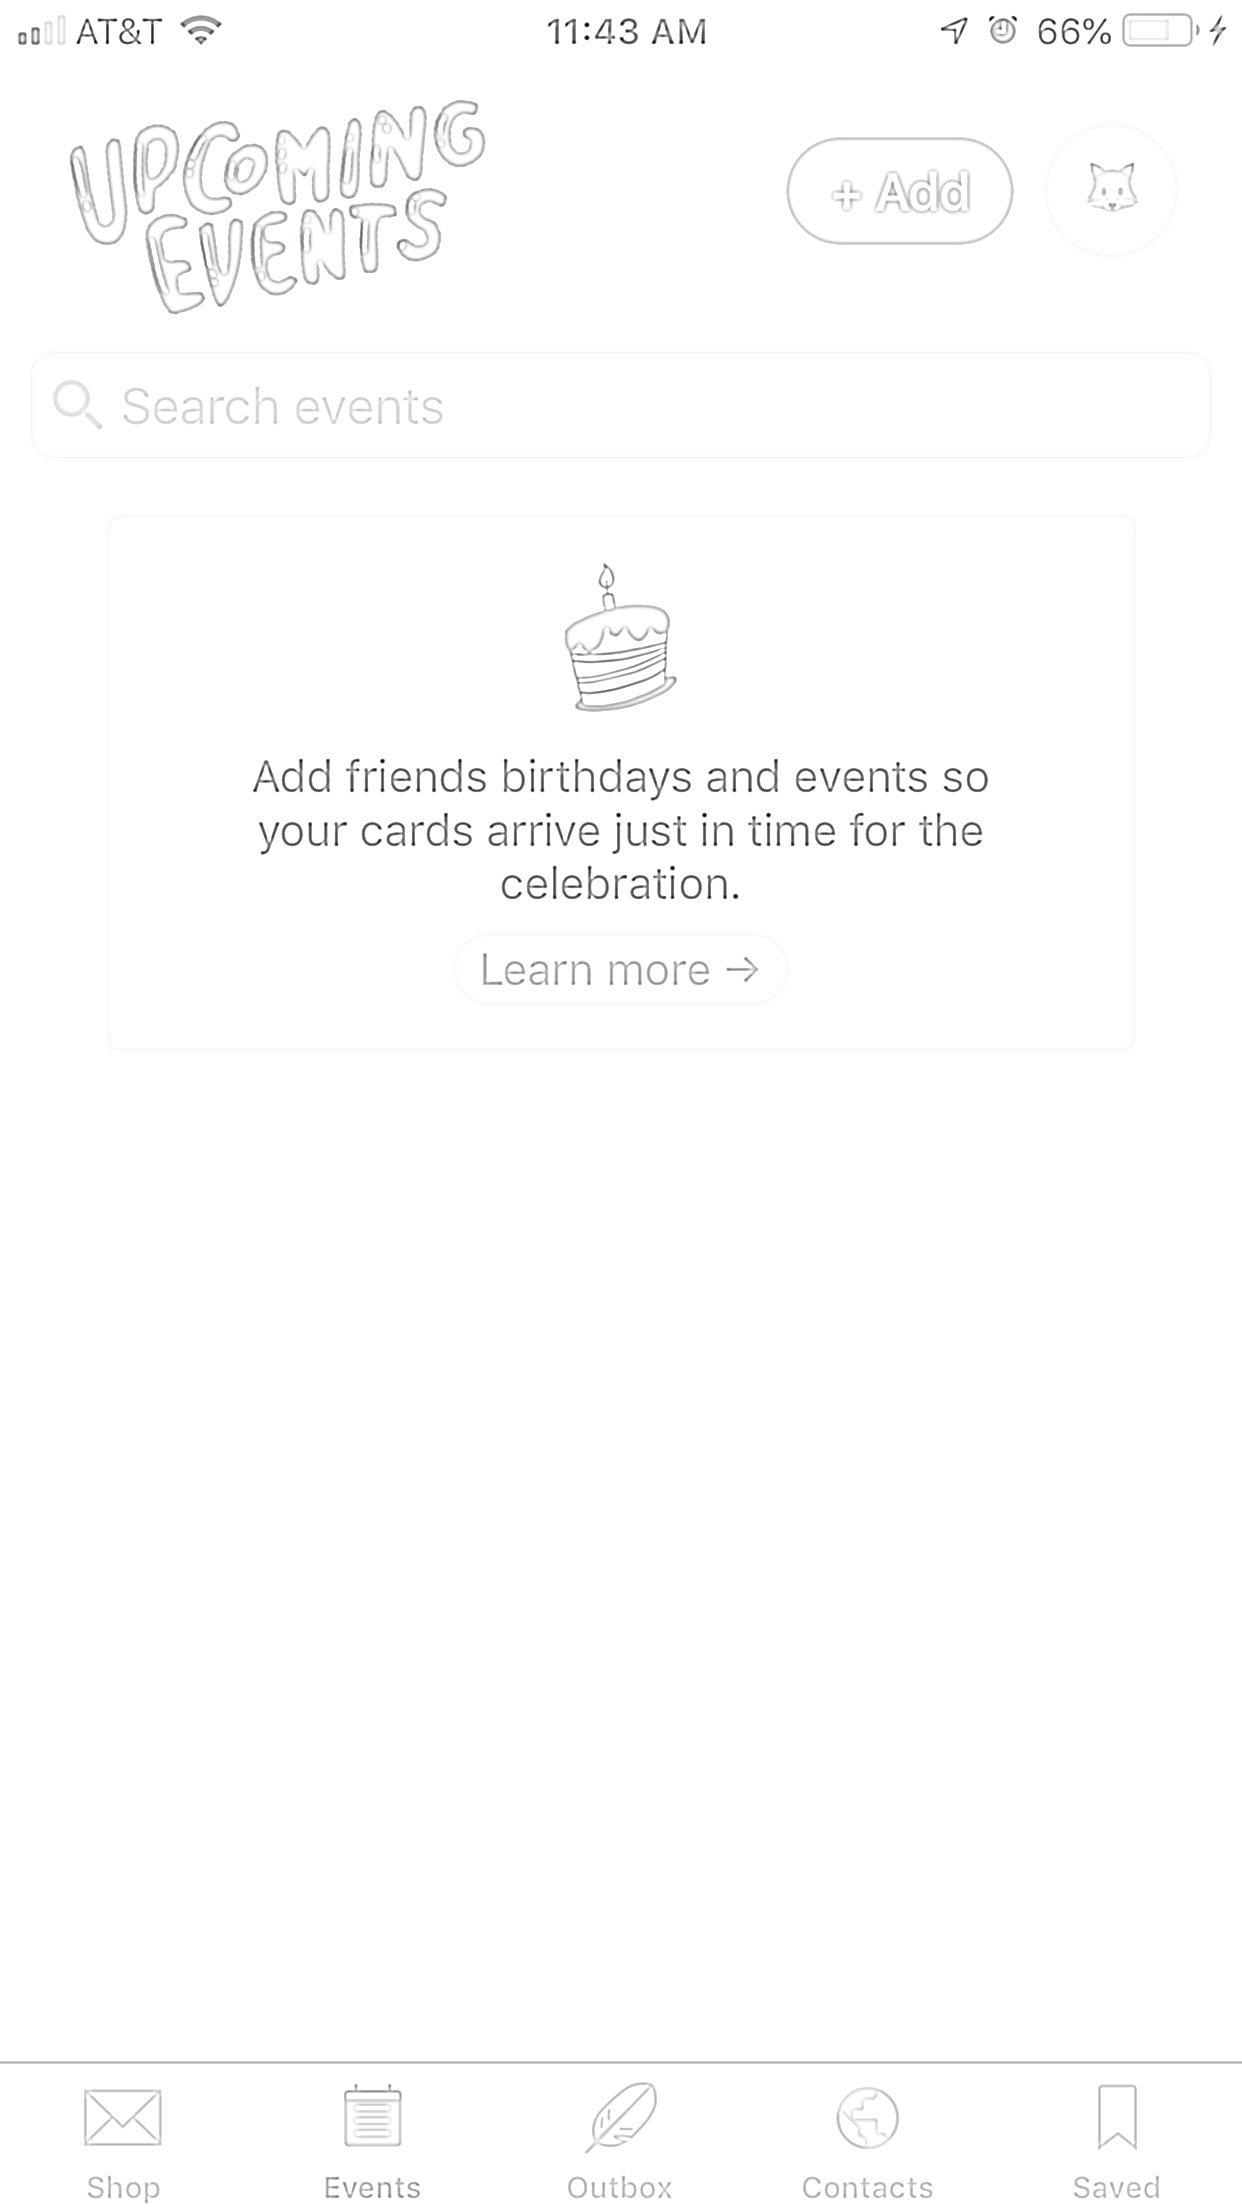 AT&T 11:43 AM 66%
UPCOMING
EVENTS
+ Add
Search events
Add friends birthdays and events so
your cards arrive just in time for the
celebration.
Learn more →
Shop Events Outbox Contacts Saved